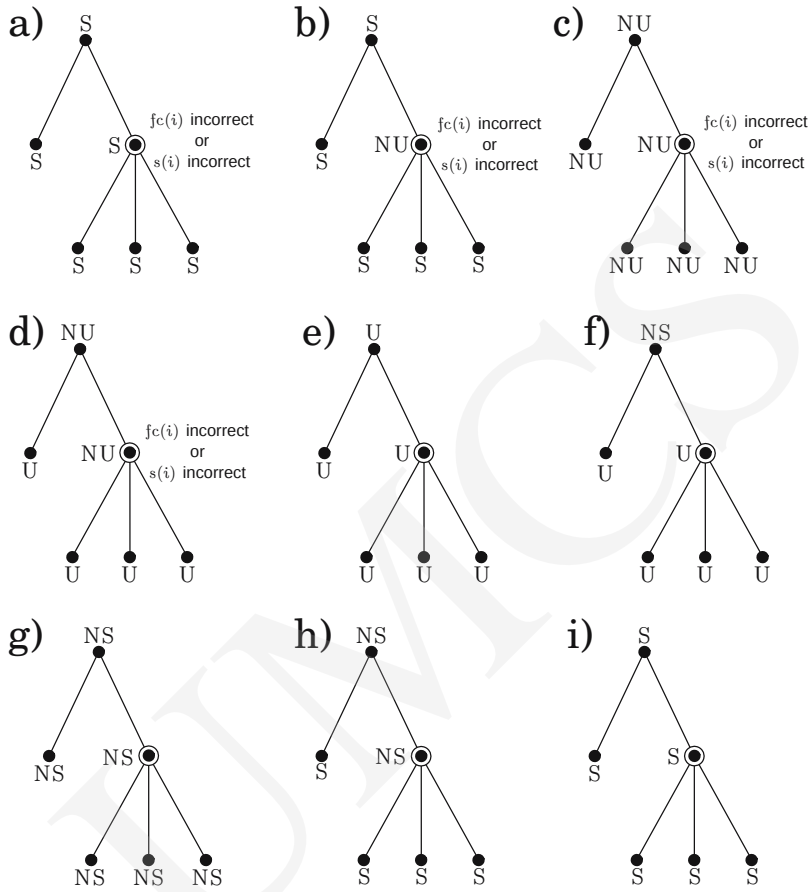 a)
S
S
S
fc(i) incorrect
or
s(i) incorrect
S
S
S
b)
S
S
NU
fc(i) incorrect
or
s(i) incorrect
S
S
S
c)
NU
NU
NU
fc(i) incorrect
or
s(i) incorrect
NU
NU
NU
d)
NU
U
NU
fc(i) incorrect
or
s(i) incorrect
U
U
U
e)
U
U
U
U
U
U
f)
NS
U
U
U
U
U
g)
NS
NS
NS
NS
NS
NS
h)
NS
S
NS
S
S
S
i)
S
S
S
S
S
S
UMCS